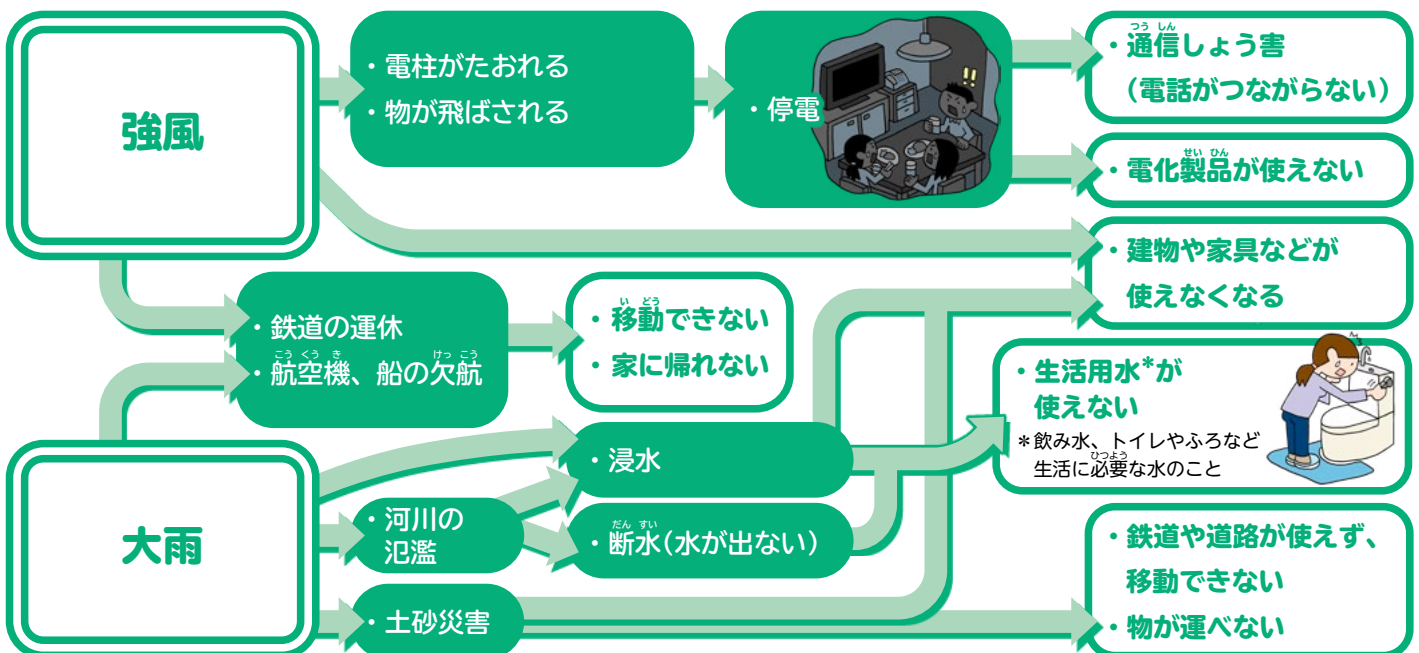 強風
・電柱がたおれる
・物が飛ばされる
・停電
!!
つうしん
・通信しょう害
(電話がつながらない)
せいひん
・電化製品が使えない
・建物や家具などが
使えなくなる
・鉄道の運休
こうくうき けっこう
・航空機、船の欠航
いどう
・移動できない
・家に帰れない
・生活用水*が
使えない
*飲み水、トイレやふろなど
ひつよう
生活に必要な水のこと
大雨
・浸水
・河川の
氾濫
だんすい
・断水(水が出ない)
・土砂災害
・鉄道や道路が使えず、
移動できない
・物が運べない